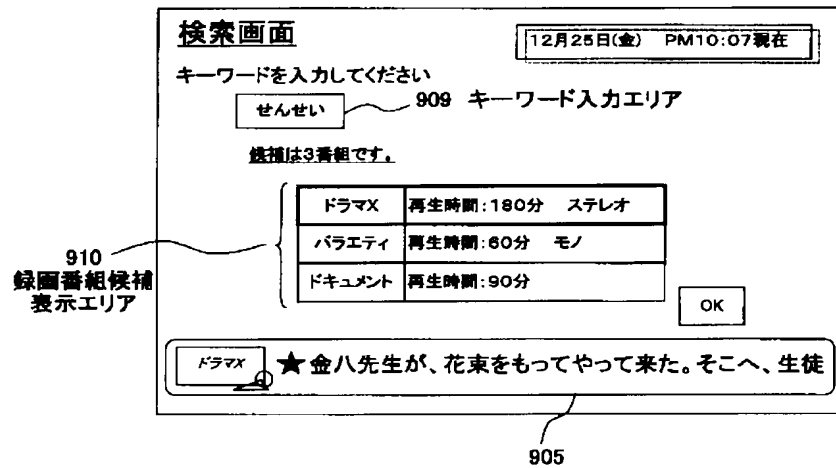 検索画面
12月25日(金) PM10:07現在
キーワードを入力してください
せんせい
909 キーワード入力エリア
候補は3番組です。
ドラマX 再生時間:180分 ステレオ
バラエティ 再生時間:60分 モノ
ドキュメント 再生時間:90分
910
録画番組候補
表示エリア
OK
ドラマX ★金八先生が、花束をもってやって来た。そこへ、生徒
905